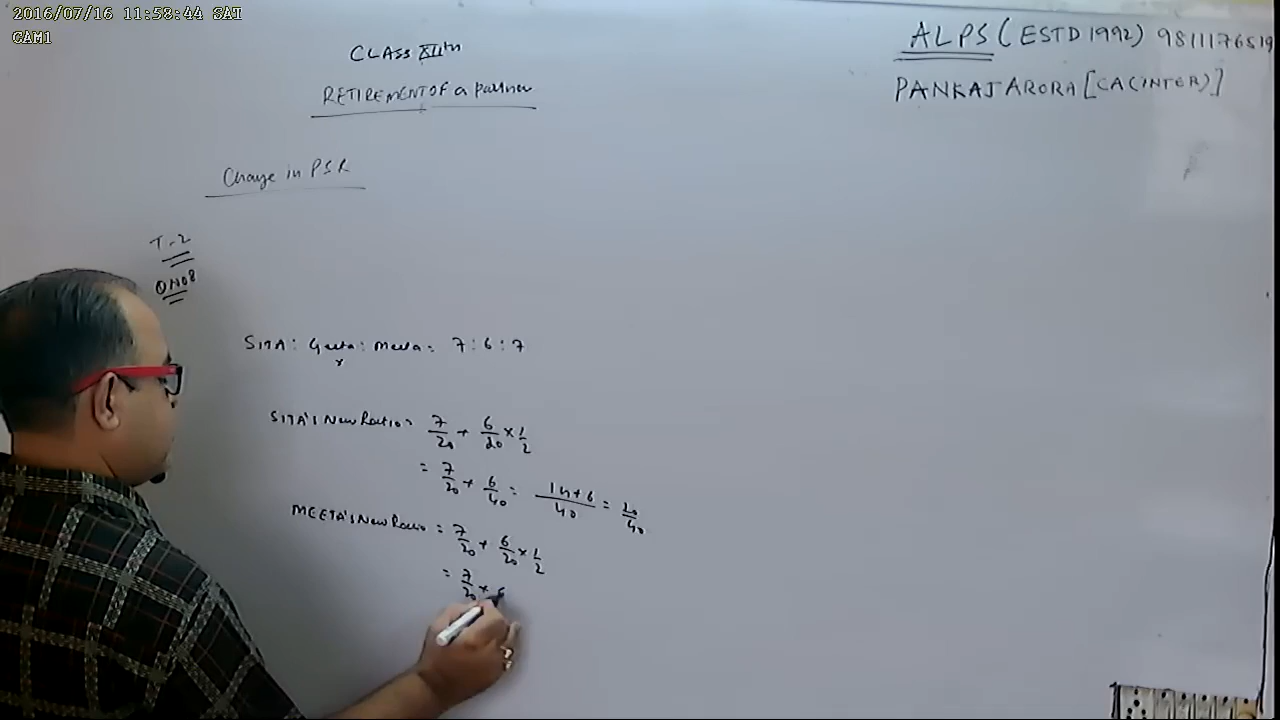 2016/07/16 11:58:44 SAT
CAM1
CLASS XIIth
RETIREMENT OF a partner
ALPS (ESTD 1992) 9811176519
PANKAJ ARORA [CA(INTER)]
Change in PSR
T.2
QNO8
SITA : Geeta : Meeta = 7 : 6 : 7
x
SITA'S New Ratio = 7/20 + 6/20 × 1/2
= 7/20 + 6/40 = 14+6/40 = 20/40
MEETA'S New Ratio = 7/20 + 6/20 × 1/2
= 7/20 + 6